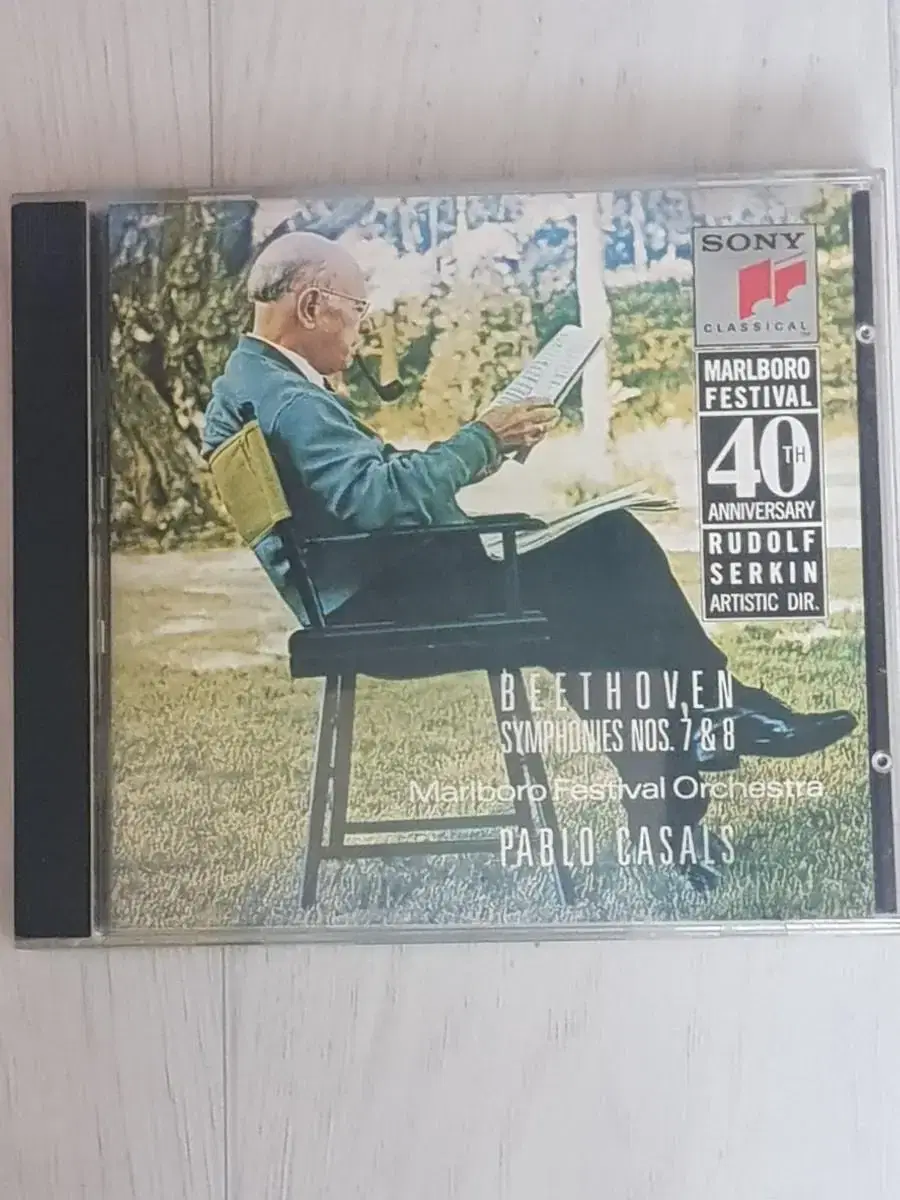 SONY
CLASSICAL™
MARLBORO
FESTIVAL
40TH
ANNIVERSARY
RUDOLF
SERKIN
ARTISTIC DIR.
BEETHOVEN
SYMPHONIES NOS. 7 & 8
Marlboro Festival Orchestra
PABLO CASALS